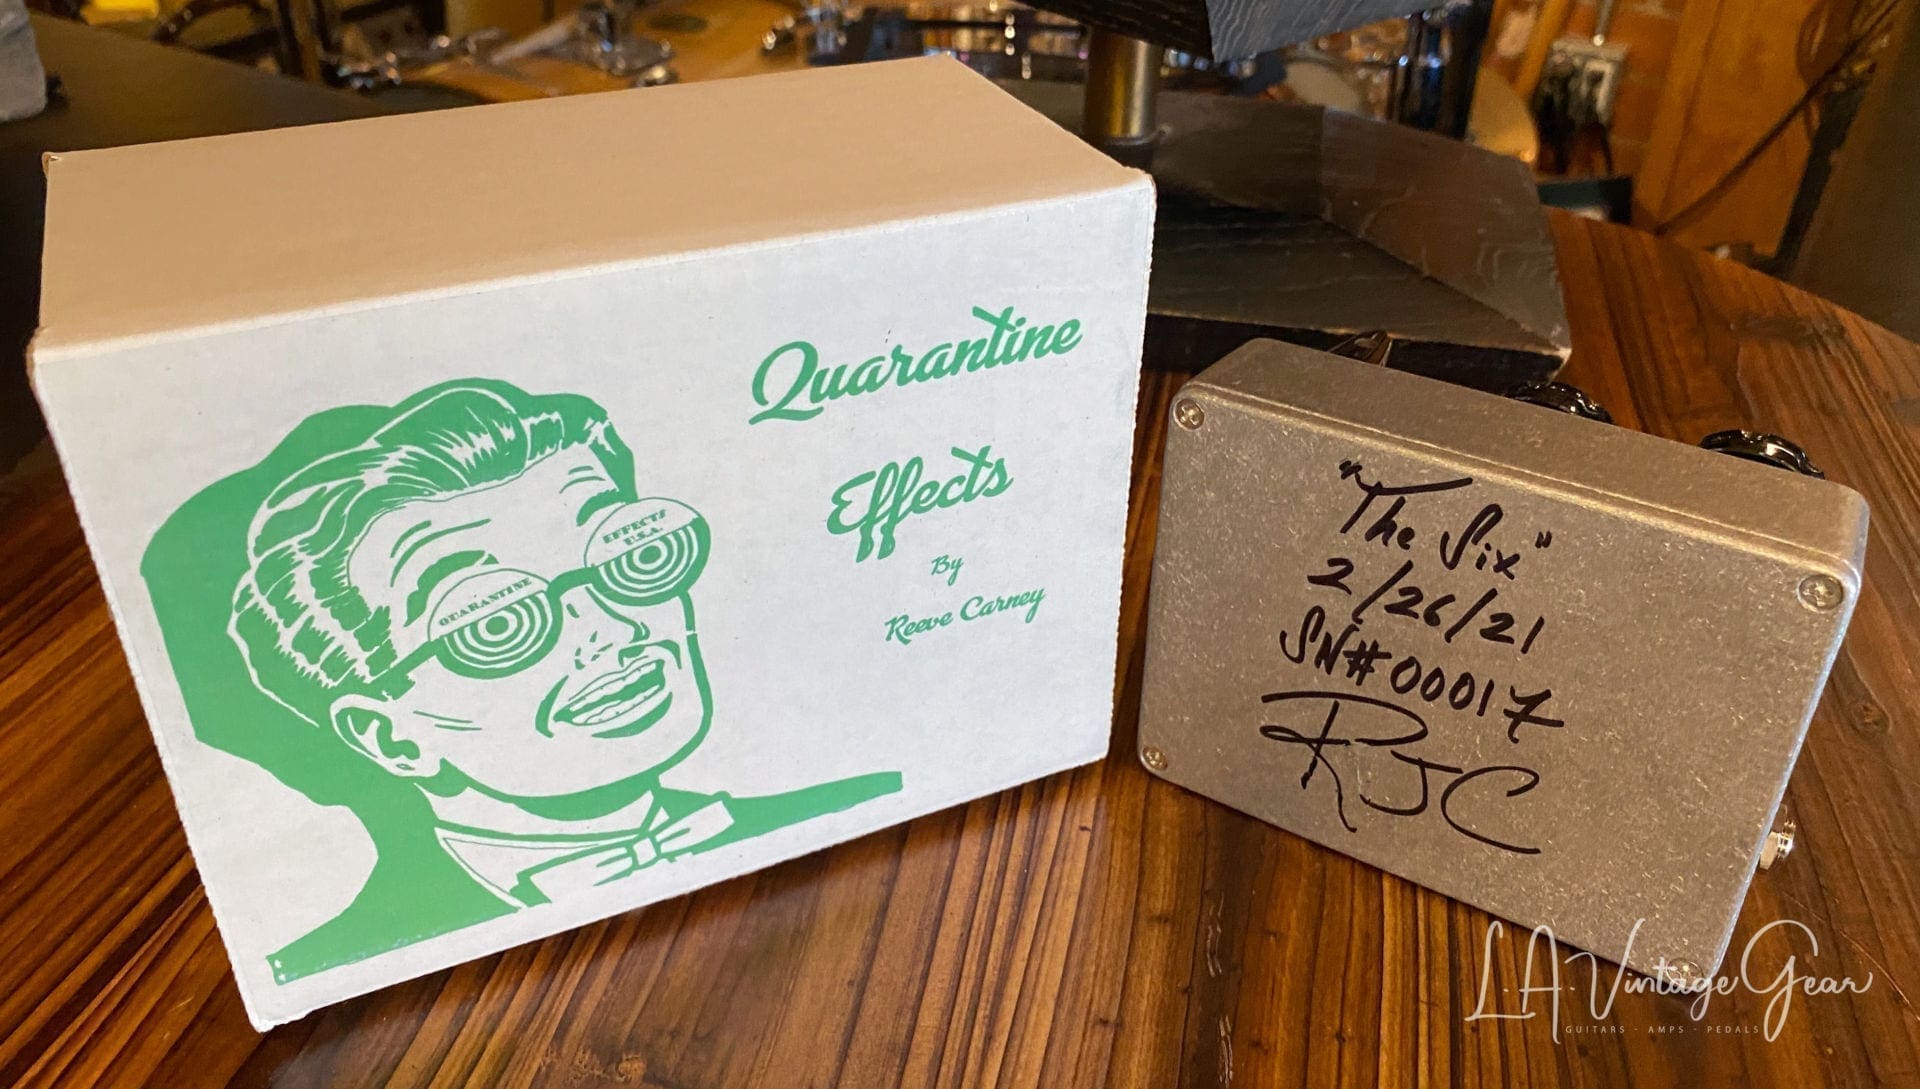 Quarantine
Effects
By
Reeve Carney
EFFECTS
U.S.A.
QUARANTINE
"The Six"
2/26/21
SN#00017
RJC
L.A. Vintage Gear
GUITARS - AMPS - PEDALS